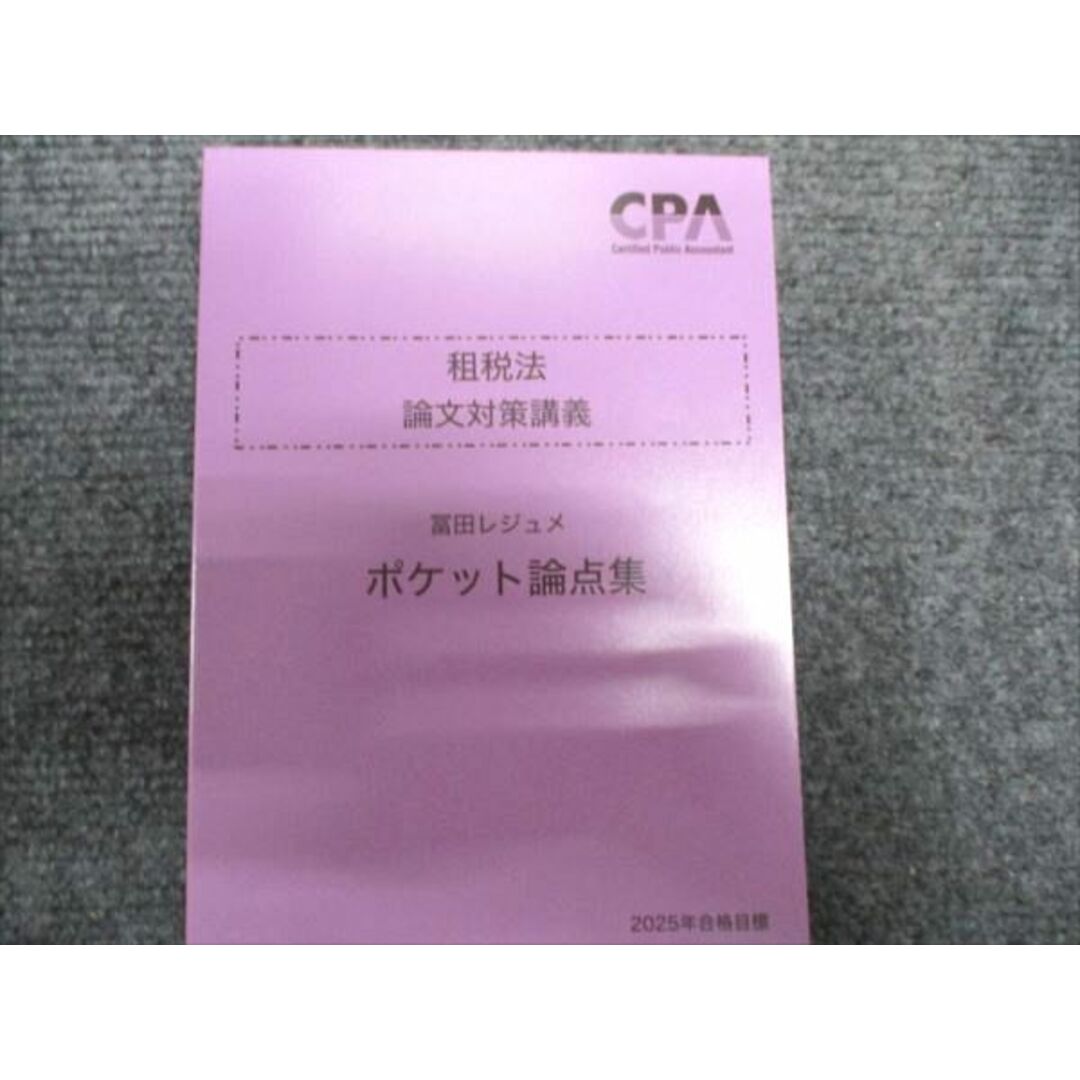 CPA
Certified Public Accountant
租税法
論文対策講義
冨田レジュメ
ポケット論点集
2025年合格目標